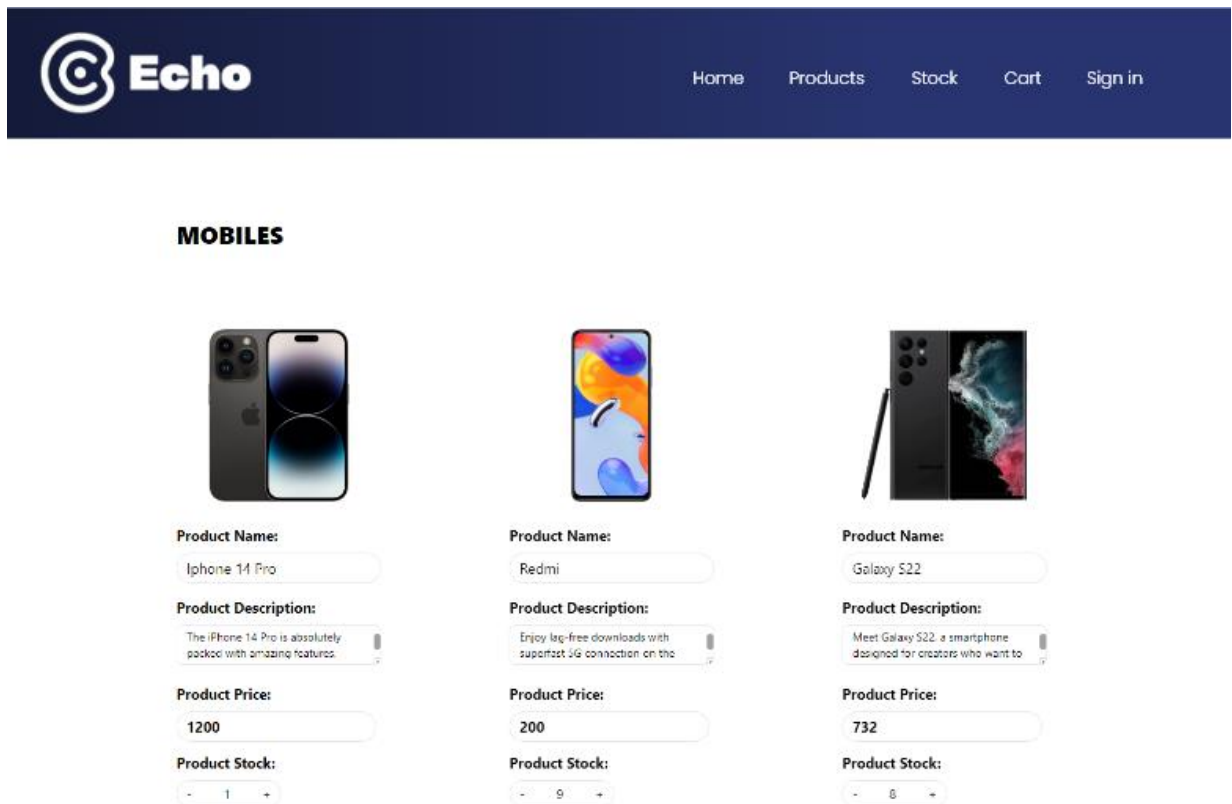 Echo
Home Products Stock Cart Sign in
MOBILES
Product Name: Product Name: Product Name:
Iphone 14 Pro Redmi Galaxy S22
Product Description: Product Description: Product Description:
The iPhone 14 Pro is absolutely Enjoy lag-free downloads with Meet Galaxy S22, a smartphone
packed with amazing features. superfast 5G connection on the designed for creators who want to
Product Price: Product Price: Product Price:
1200 200 732
Product Stock: Product Stock: Product Stock:
- 1 + - 9 + - 8 +